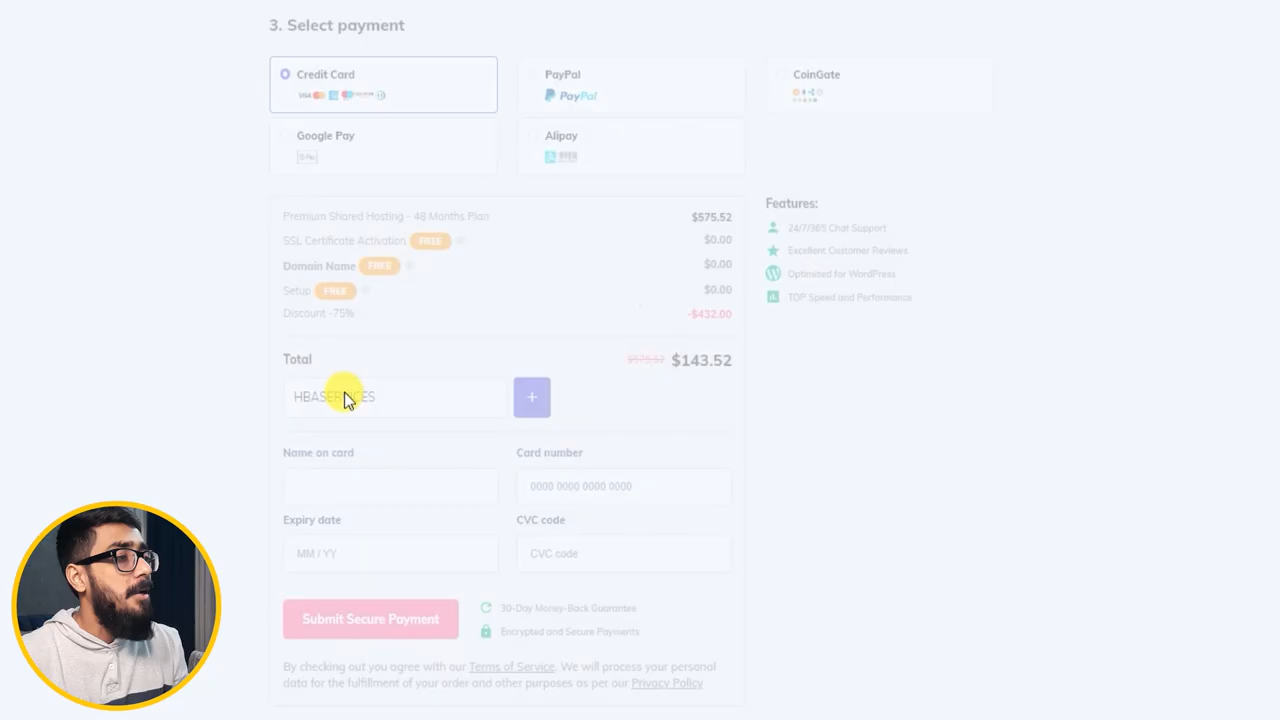 3. Select payment
Credit Card
VISA
PayPal
PayPal
CoinGate
Google Pay
G Pay
Alipay
Premium Shared Hosting - 48 Months Plan $575.52
SSL Certificate Activation FREE $0.00
Domain Name FREE $0.00
Setup FREE $0.00
Discount -75% -$432.00
Features:
24/7/365 Chat Support
Excellent Customer Reviews
Optimised for WordPress
TOP Speed and Performance
Total $575.52 $143.52
HBASERVICES +
Name on card Card number
0000 0000 0000 0000
Expiry date CVC code
MM / YY CVC code
Submit Secure Payment
30-Day Money-Back Guarantee
Encrypted and Secure Payments
By checking out you agree with our Terms of Service. We will process your personal
data for the fulfillment of your order and other purposes as per our Privacy Policy